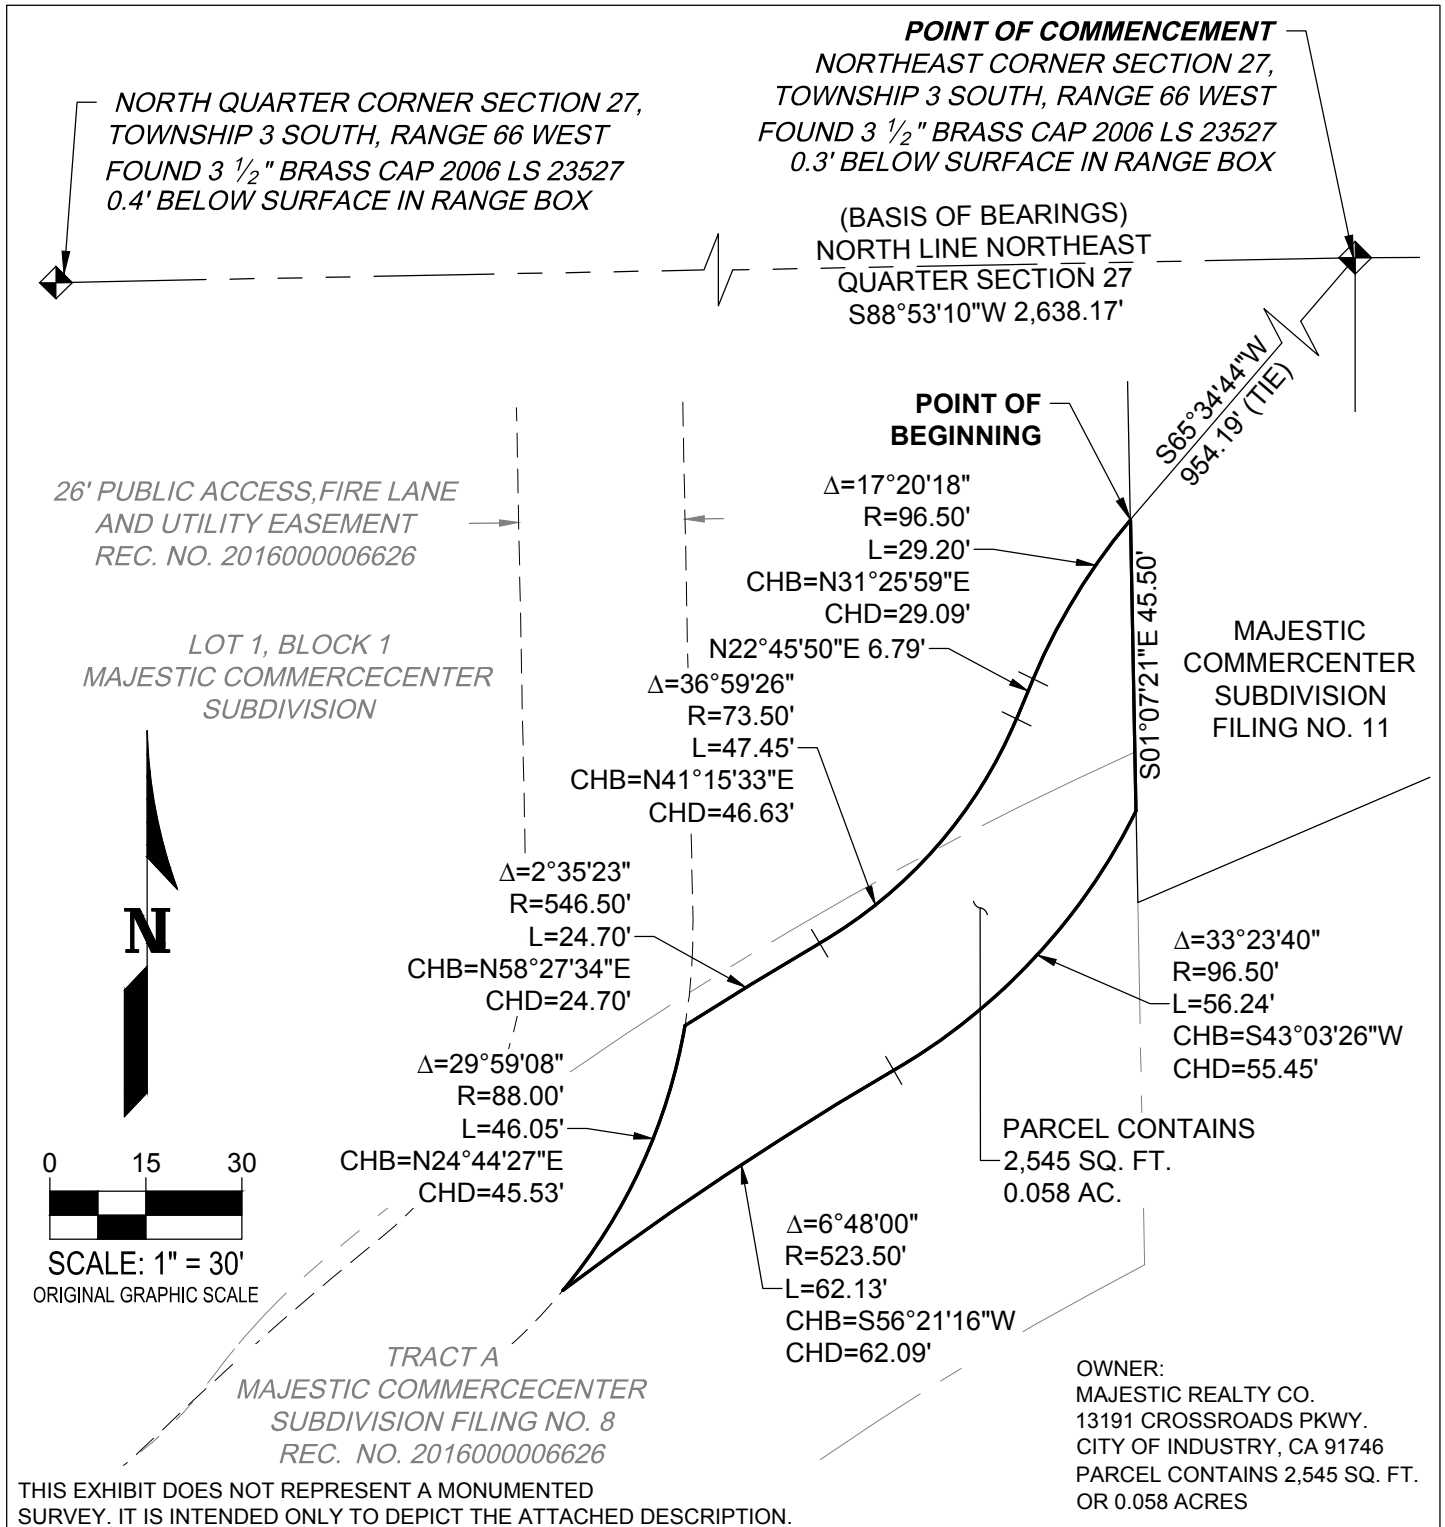 POINT OF COMMENCEMENT
NORTHEAST CORNER SECTION 27,
TOWNSHIP 3 SOUTH, RANGE 66 WEST
FOUND 3 1/2" BRASS CAP 2006 LS 23527
0.3' BELOW SURFACE IN RANGE BOX
NORTH QUARTER CORNER SECTION 27,
TOWNSHIP 3 SOUTH, RANGE 66 WEST
FOUND 3 1/2" BRASS CAP 2006 LS 23527
0.4' BELOW SURFACE IN RANGE BOX
(BASIS OF BEARINGS)
NORTH LINE NORTHEAST
QUARTER SECTION 27
S88°53'10"W 2,638.17'
S65°34'44"W
954.19' (TIE)
POINT OF
BEGINNING
26' PUBLIC ACCESS,FIRE LANE
AND UTILITY EASEMENT
REC. NO. 2016000006626
Δ=17°20'18"
R=96.50'
L=29.20'
CHB=N31°25'59"E
CHD=29.09'
N22°45'50"E 6.79'
S01°07'21"E 45.50'
MAJESTIC
COMMERCENTER
SUBDIVISION
FILING NO. 11
LOT 1, BLOCK 1
MAJESTIC COMMERCECENTER
SUBDIVISION
Δ=36°59'26"
R=73.50'
L=47.45'
CHB=N41°15'33"E
CHD=46.63'
Δ=2°35'23"
R=546.50'
L=24.70'
CHB=N58°27'34"E
CHD=24.70'
N
Δ=33°23'40"
R=96.50'
L=56.24'
CHB=S43°03'26"W
CHD=55.45'
Δ=29°59'08"
R=88.00'
L=46.05'
CHB=N24°44'27"E
CHD=45.53'
PARCEL CONTAINS
2,545 SQ. FT.
0.058 AC.
0 15 30
SCALE: 1" = 30'
ORIGINAL GRAPHIC SCALE
Δ=6°48'00"
R=523.50'
L=62.13'
CHB=S56°21'16"W
CHD=62.09'
TRACT A
MAJESTIC COMMERCECENTER
SUBDIVISION FILING NO. 8
REC. NO. 2016000006626
OWNER:
MAJESTIC REALTY CO.
13191 CROSSROADS PKWY.
CITY OF INDUSTRY, CA 91746
PARCEL CONTAINS 2,545 SQ. FT.
OR 0.058 ACRES
THIS EXHIBIT DOES NOT REPRESENT A MONUMENTED
SURVEY. IT IS INTENDED ONLY TO DEPICT THE ATTACHED DESCRIPTION.